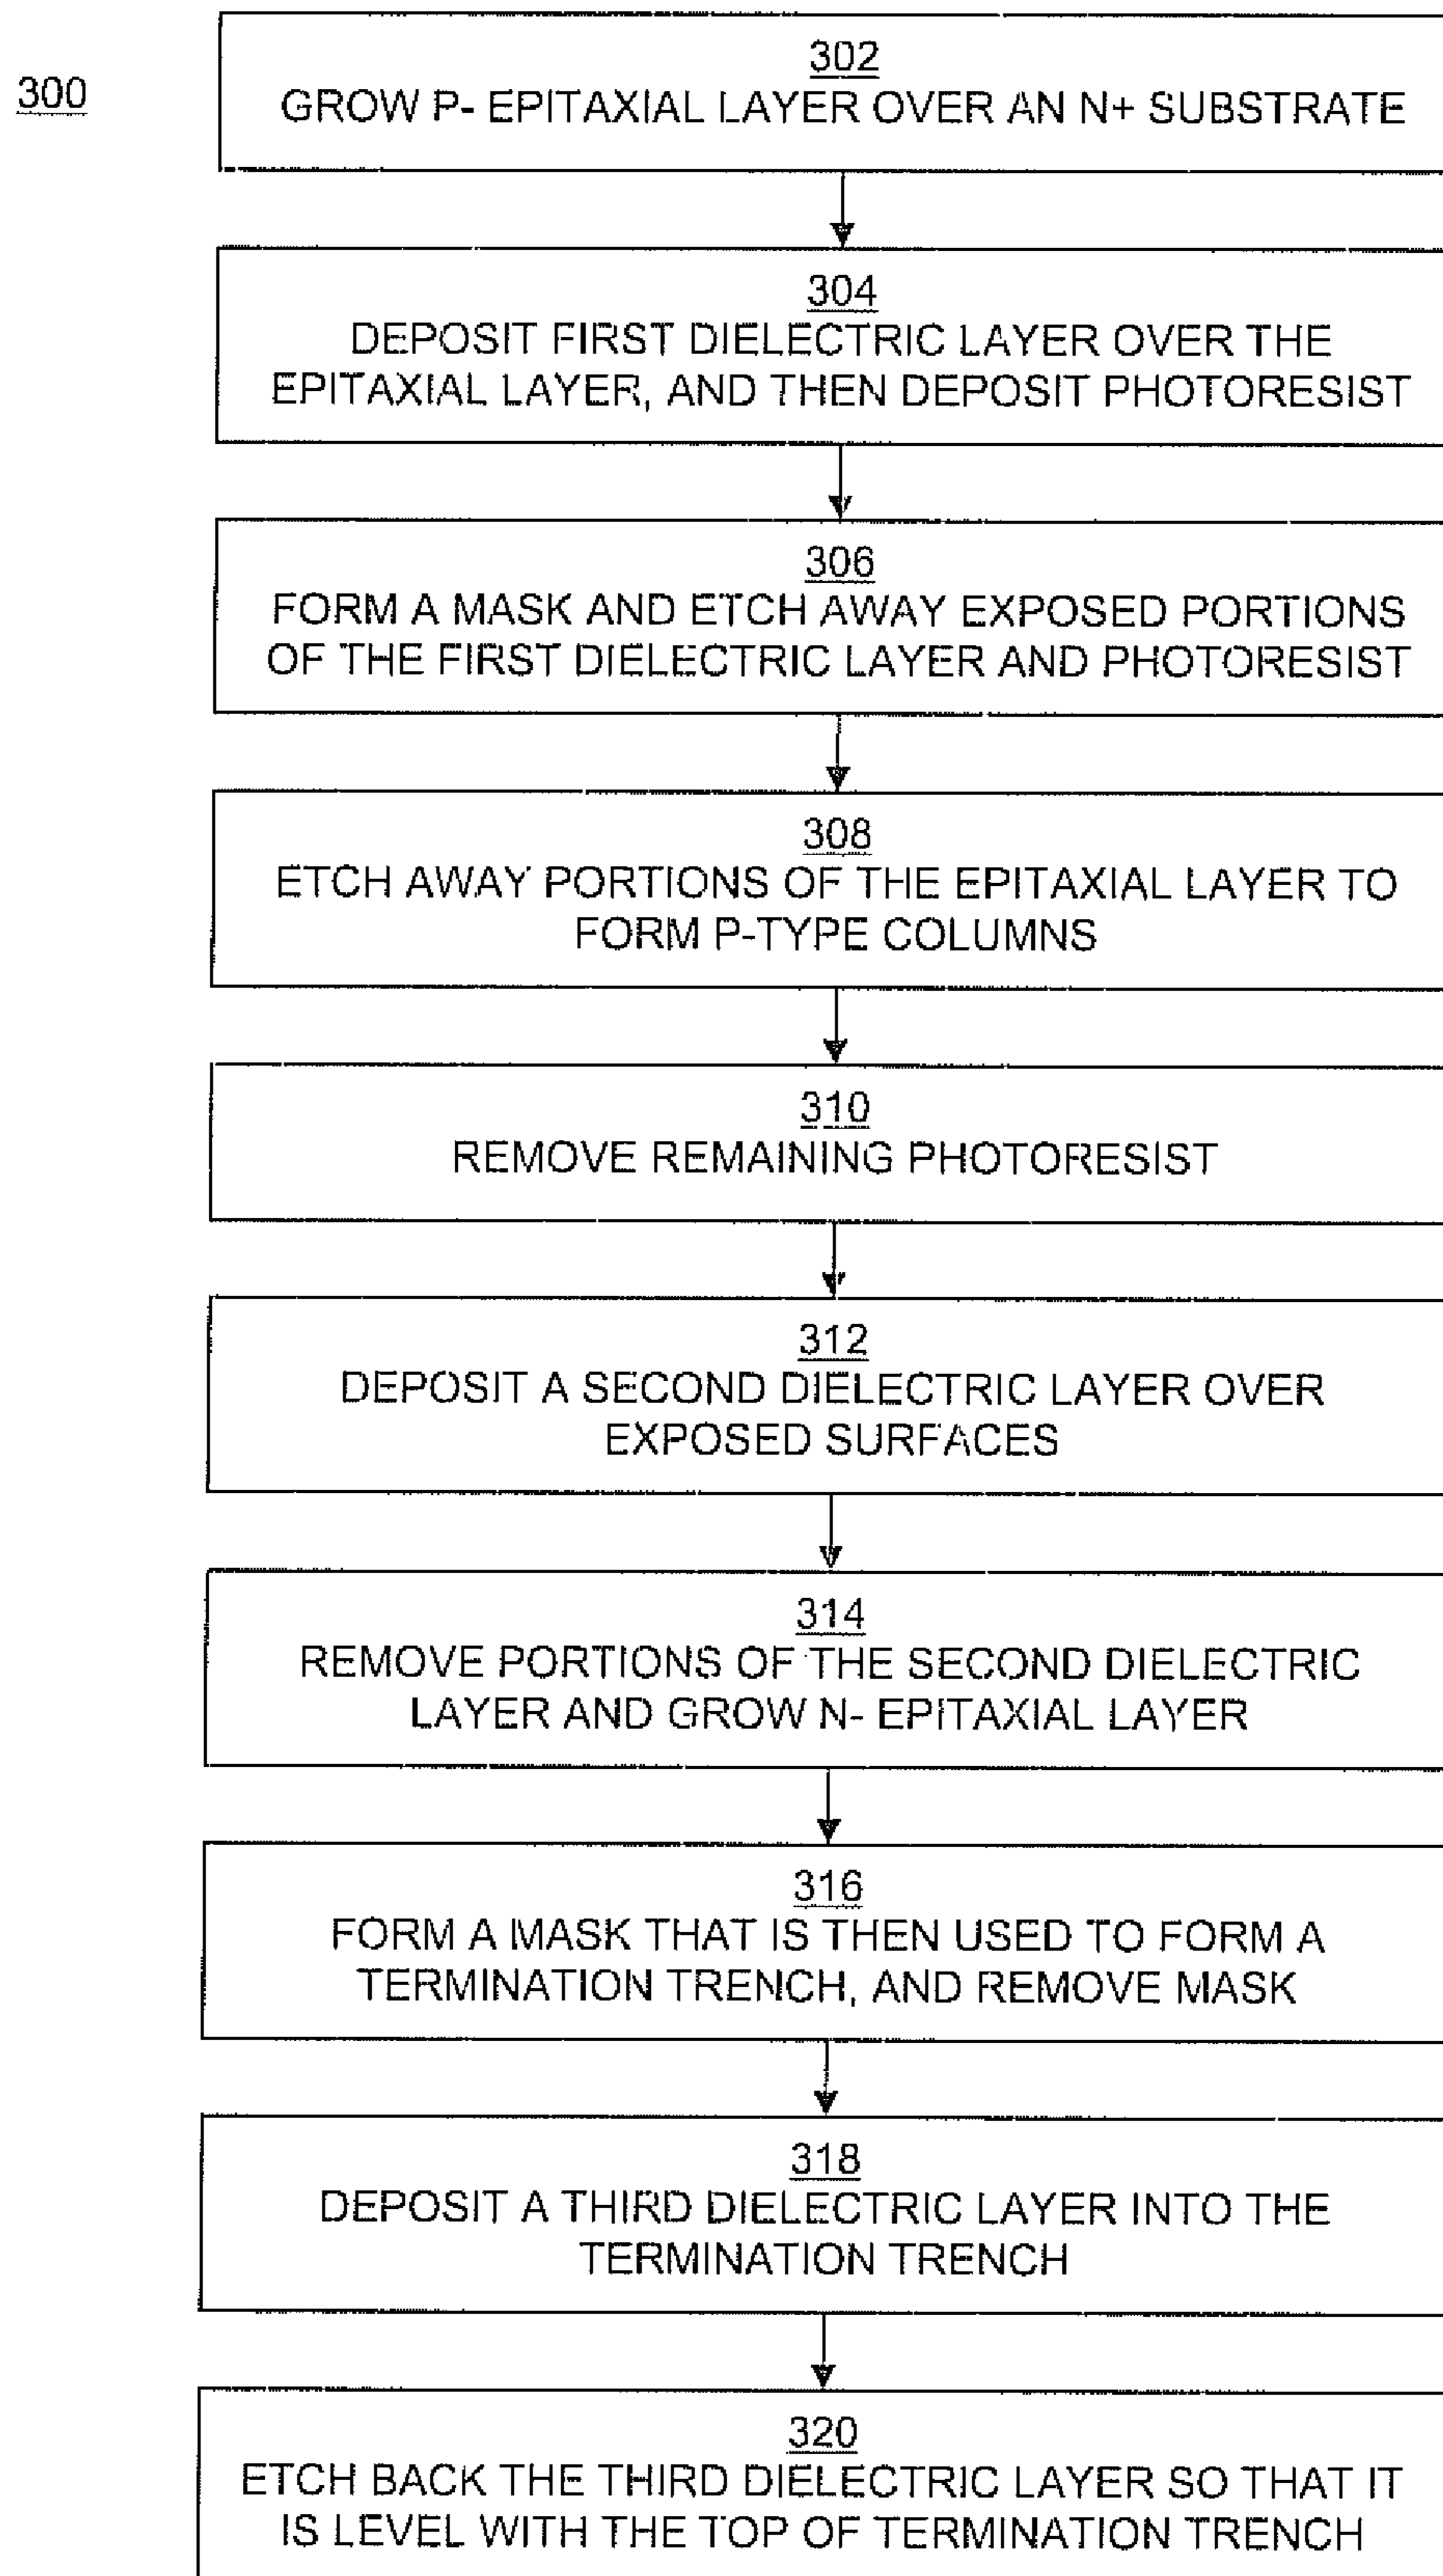 300
302
GROW P- EPITAXIAL LAYER OVER AN N+ SUBSTRATE
304
DEPOSIT FIRST DIELECTRIC LAYER OVER THE
EPITAXIAL LAYER, AND THEN DEPOSIT PHOTORESIST
306
FORM A MASK AND ETCH AWAY EXPOSED PORTIONS
OF THE FIRST DIELECTRIC LAYER AND PHOTORESIST
308
ETCH AWAY PORTIONS OF THE EPITAXIAL LAYER TO
FORM P-TYPE COLUMNS
310
REMOVE REMAINING PHOTORESIST
312
DEPOSIT A SECOND DIELECTRIC LAYER OVER
EXPOSED SURFACES
314
REMOVE PORTIONS OF THE SECOND DIELECTRIC
LAYER AND GROW N- EPITAXIAL LAYER
316
FORM A MASK THAT IS THEN USED TO FORM A
TERMINATION TRENCH, AND REMOVE MASK
318
DEPOSIT A THIRD DIELECTRIC LAYER INTO THE
TERMINATION TRENCH
320
ETCH BACK THE THIRD DIELECTRIC LAYER SO THAT IT
IS LEVEL WITH THE TOP OF TERMINATION TRENCH